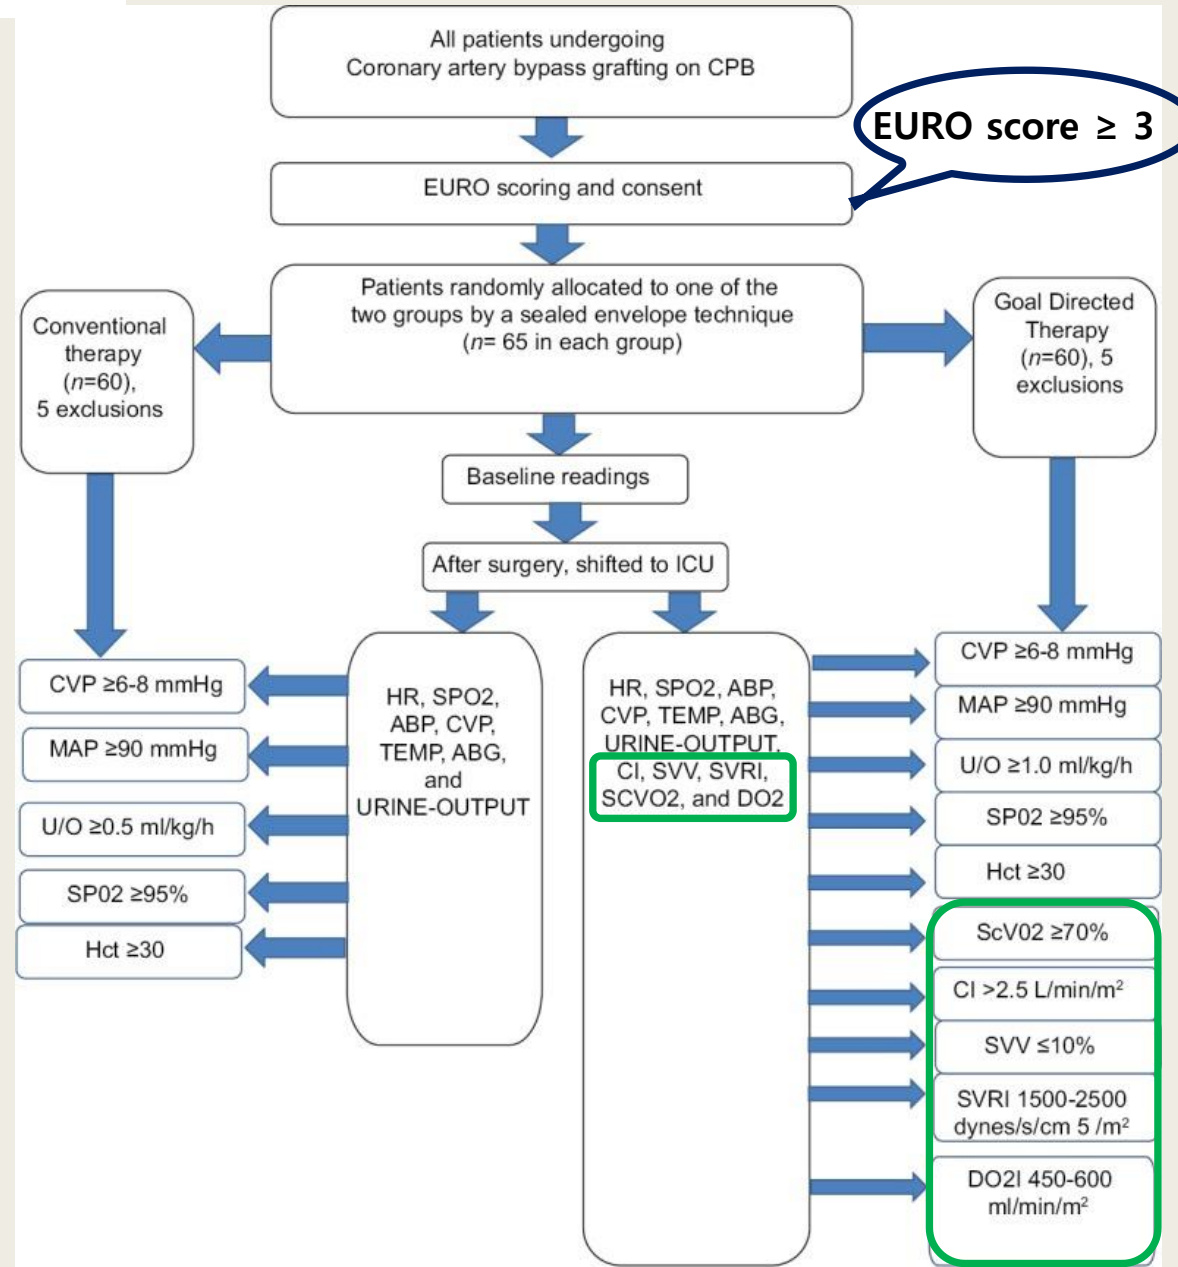 All patients undergoing
Coronary artery bypass grafting on CPB
EURO score ≥ 3
EURO scoring and consent
Patients randomly allocated to one of the
two groups by a sealed envelope technique
(n= 65 in each group)
Conventional
therapy
(n=60),
5 exclusions
Goal Directed
Therapy
(n=60), 5
exclusions
Baseline readings
After surgery, shifted to ICU
CVP ≥6-8 mmHg
MAP ≥90 mmHg
U/O ≥0.5 ml/kg/h
SP02 ≥95%
Hct ≥30
HR, SPO2,
ABP, CVP,
TEMP, ABG,
and
URINE-OUTPUT
HR, SPO2, ABP,
CVP, TEMP, ABG,
URINE-OUTPUT.
CI, SVV, SVRI,
SCVO2, and DO2
CVP ≥6-8 mmHg
MAP ≥90 mmHg
U/O ≥1.0 ml/kg/h
SP02 ≥95%
Hct ≥30
ScV02 ≥70%
CI >2.5 L/min/m²
SVV ≤10%
SVRI 1500-2500
dynes/s/cm 5 /m²
DO2I 450-600
ml/min/m²